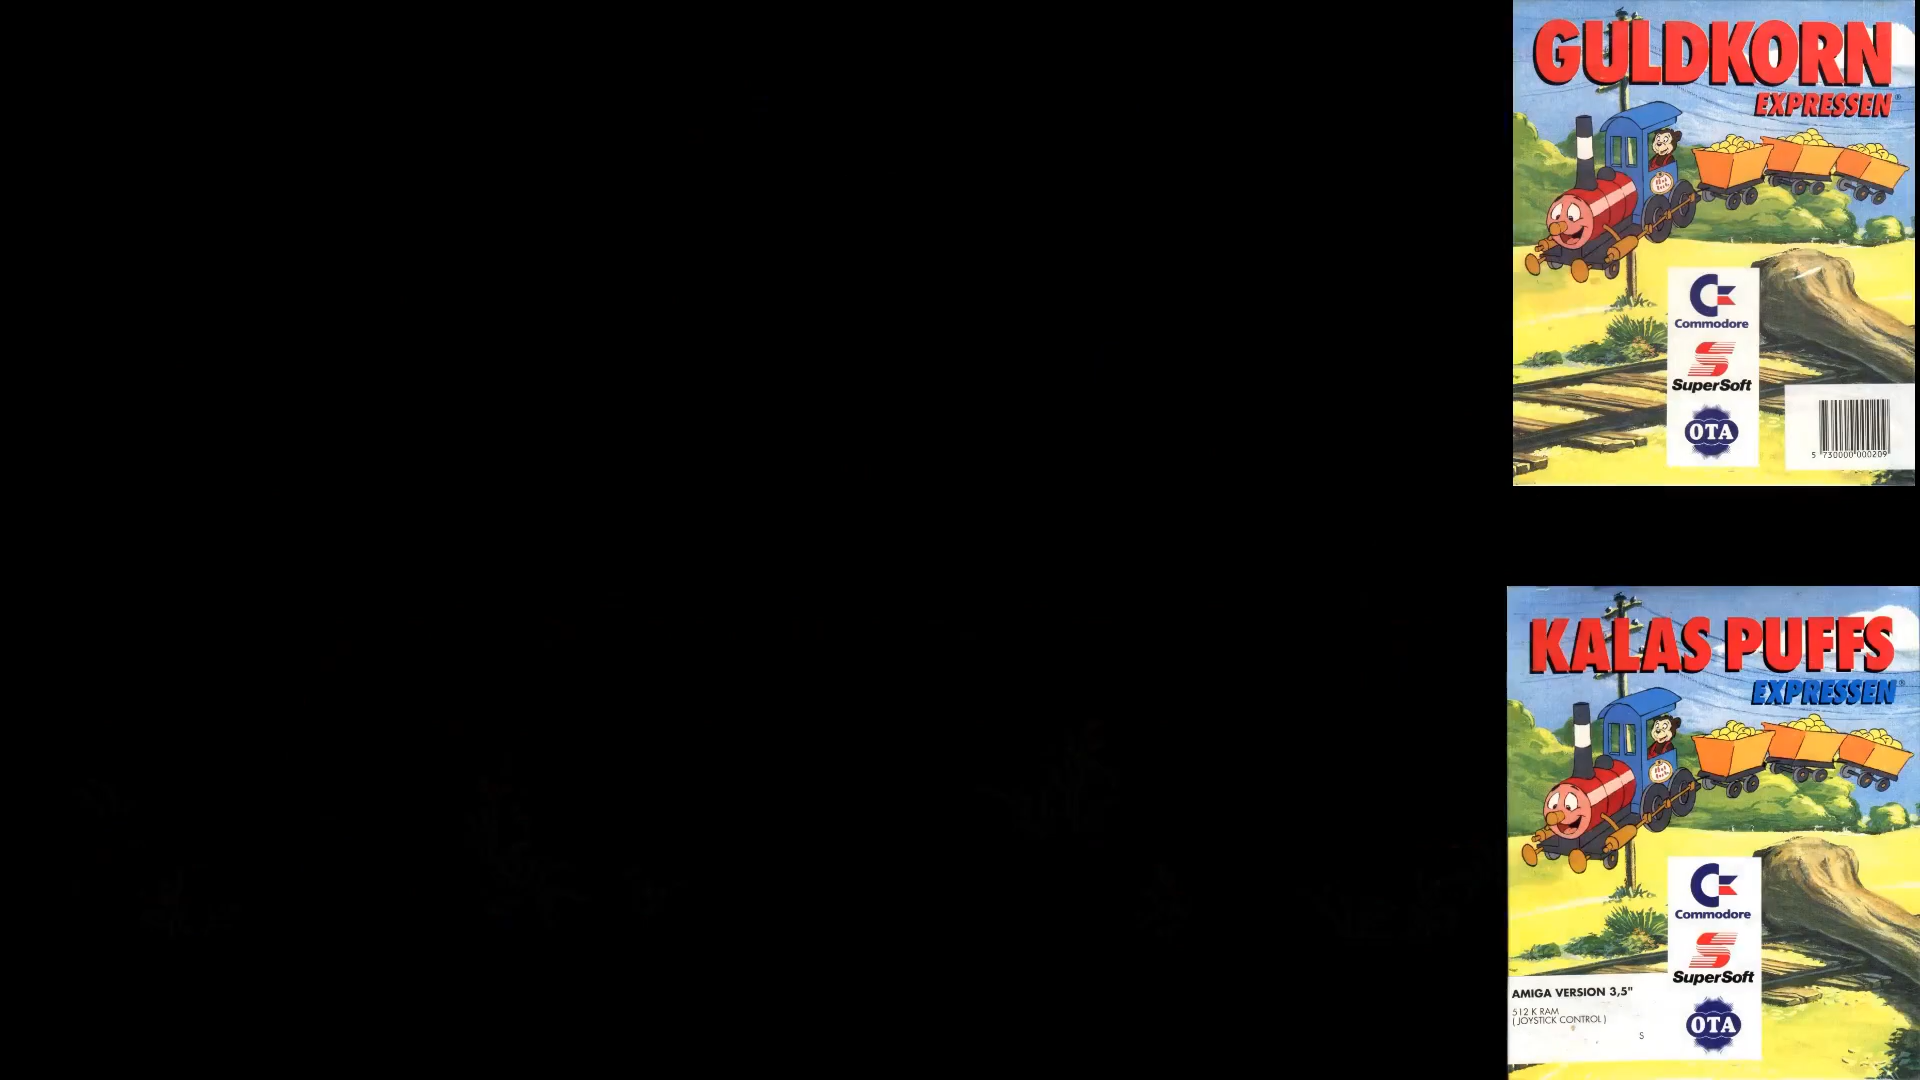 GULDKORN
EXPRESSEN®
Commodore
SuperSoft
OTA
5 730000 000209
KALAS PUFFS
EXPRESSEN®
Commodore
SuperSoft
AMIGA VERSION 3,5"
512 K RAM
(JOYSTICK CONTROL)
S
OTA